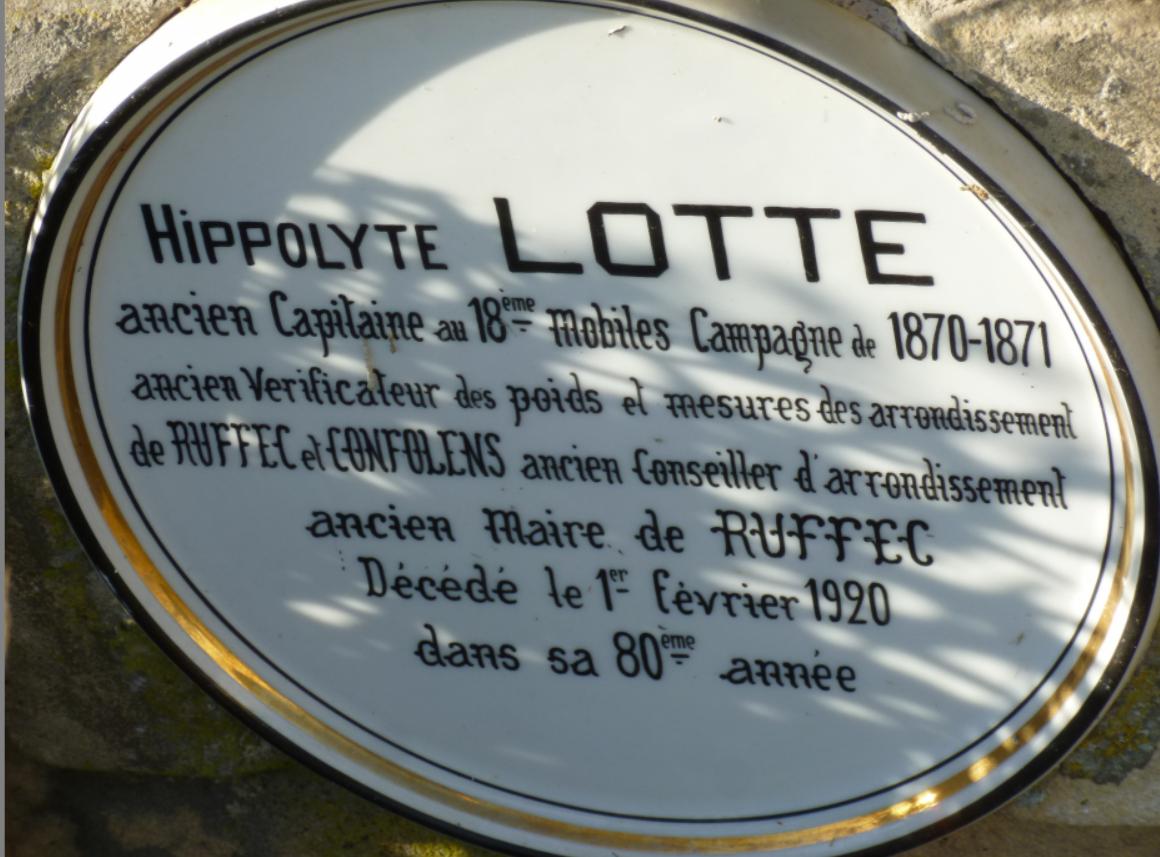 HiPPOLYTE LOTTE
ancien Capitaine au 18ème Mobiles Campagne de 1870-1871
ancien Verificateur des poids et mesures des arrondissement
de RUFFEC et CONFOLENS ancien Conseiller d'arrondissement
ancien Maire de RUFFEC
Décédé le 1er février 1920
dans sa 80ème année